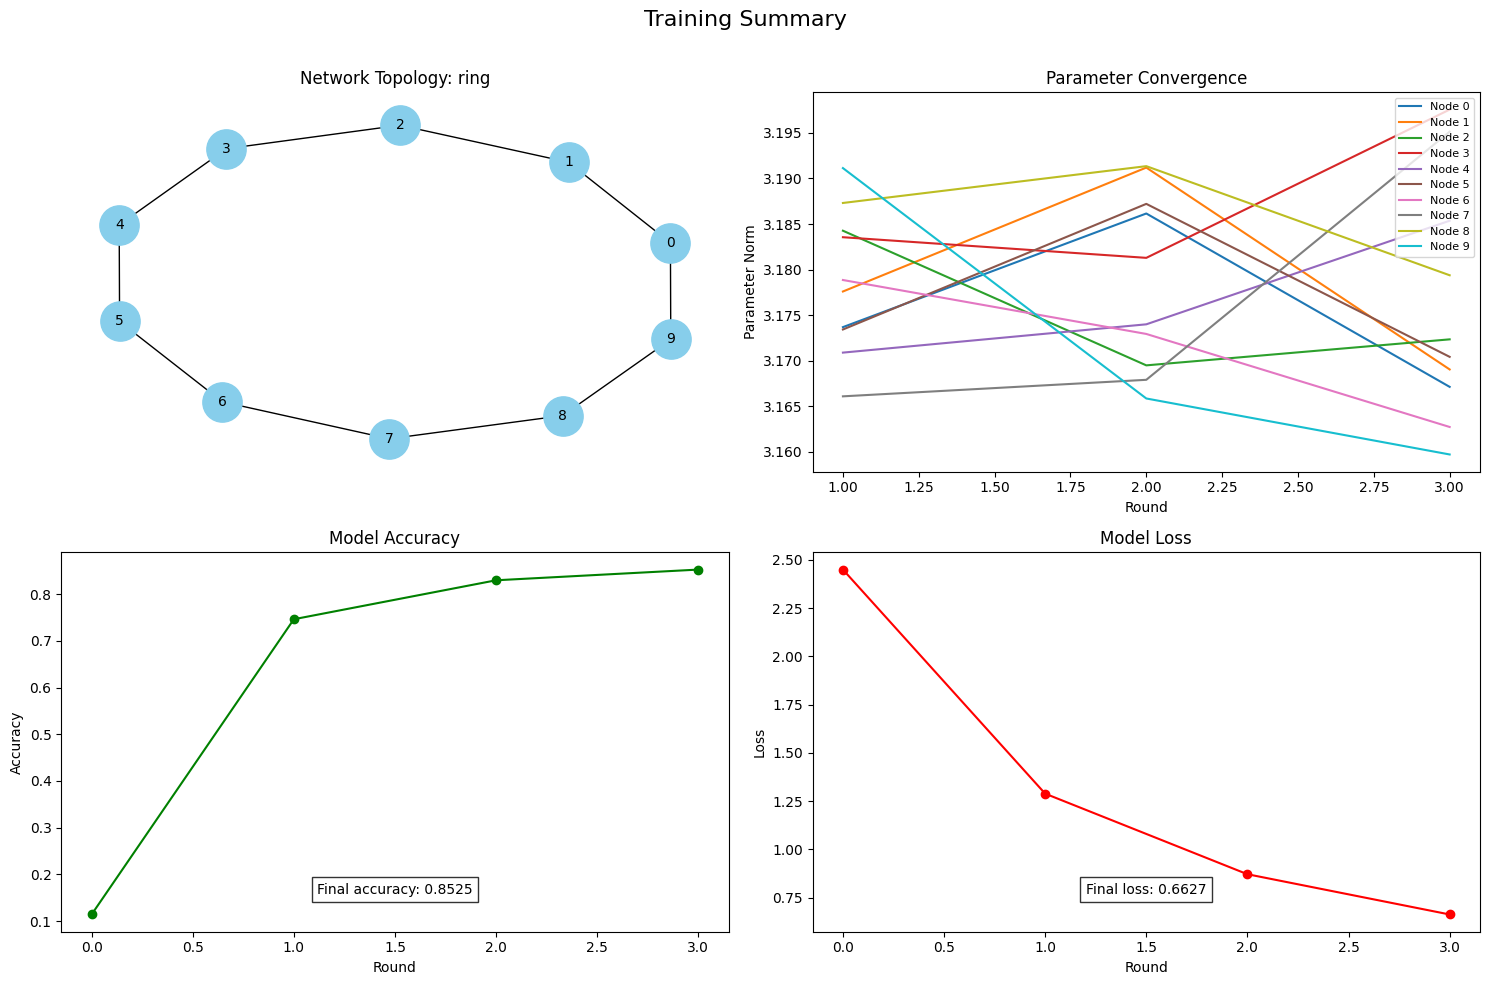 Training Summary
Network Topology: ring
2
3
1
4
0
5
9
6
8
7
Parameter Convergence
Parameter Norm
3.195
3.190
3.185
3.180
3.175
3.170
3.165
3.160
Node 0
Node 1
Node 2
Node 3
Node 4
Node 5
Node 6
Node 7
Node 8
Node 9
1.00 1.25 1.50 1.75 2.00 2.25 2.50 2.75 3.00
Round
Model Accuracy
Accuracy
0.8
0.7
0.6
0.5
0.4
0.3
0.2
0.1
Final accuracy: 0.8525
0.0 0.5 1.0 1.5 2.0 2.5 3.0
Round
Model Loss
Loss
2.50
2.25
2.00
1.75
1.50
1.25
1.00
0.75
Final loss: 0.6627
0.0 0.5 1.0 1.5 2.0 2.5 3.0
Round